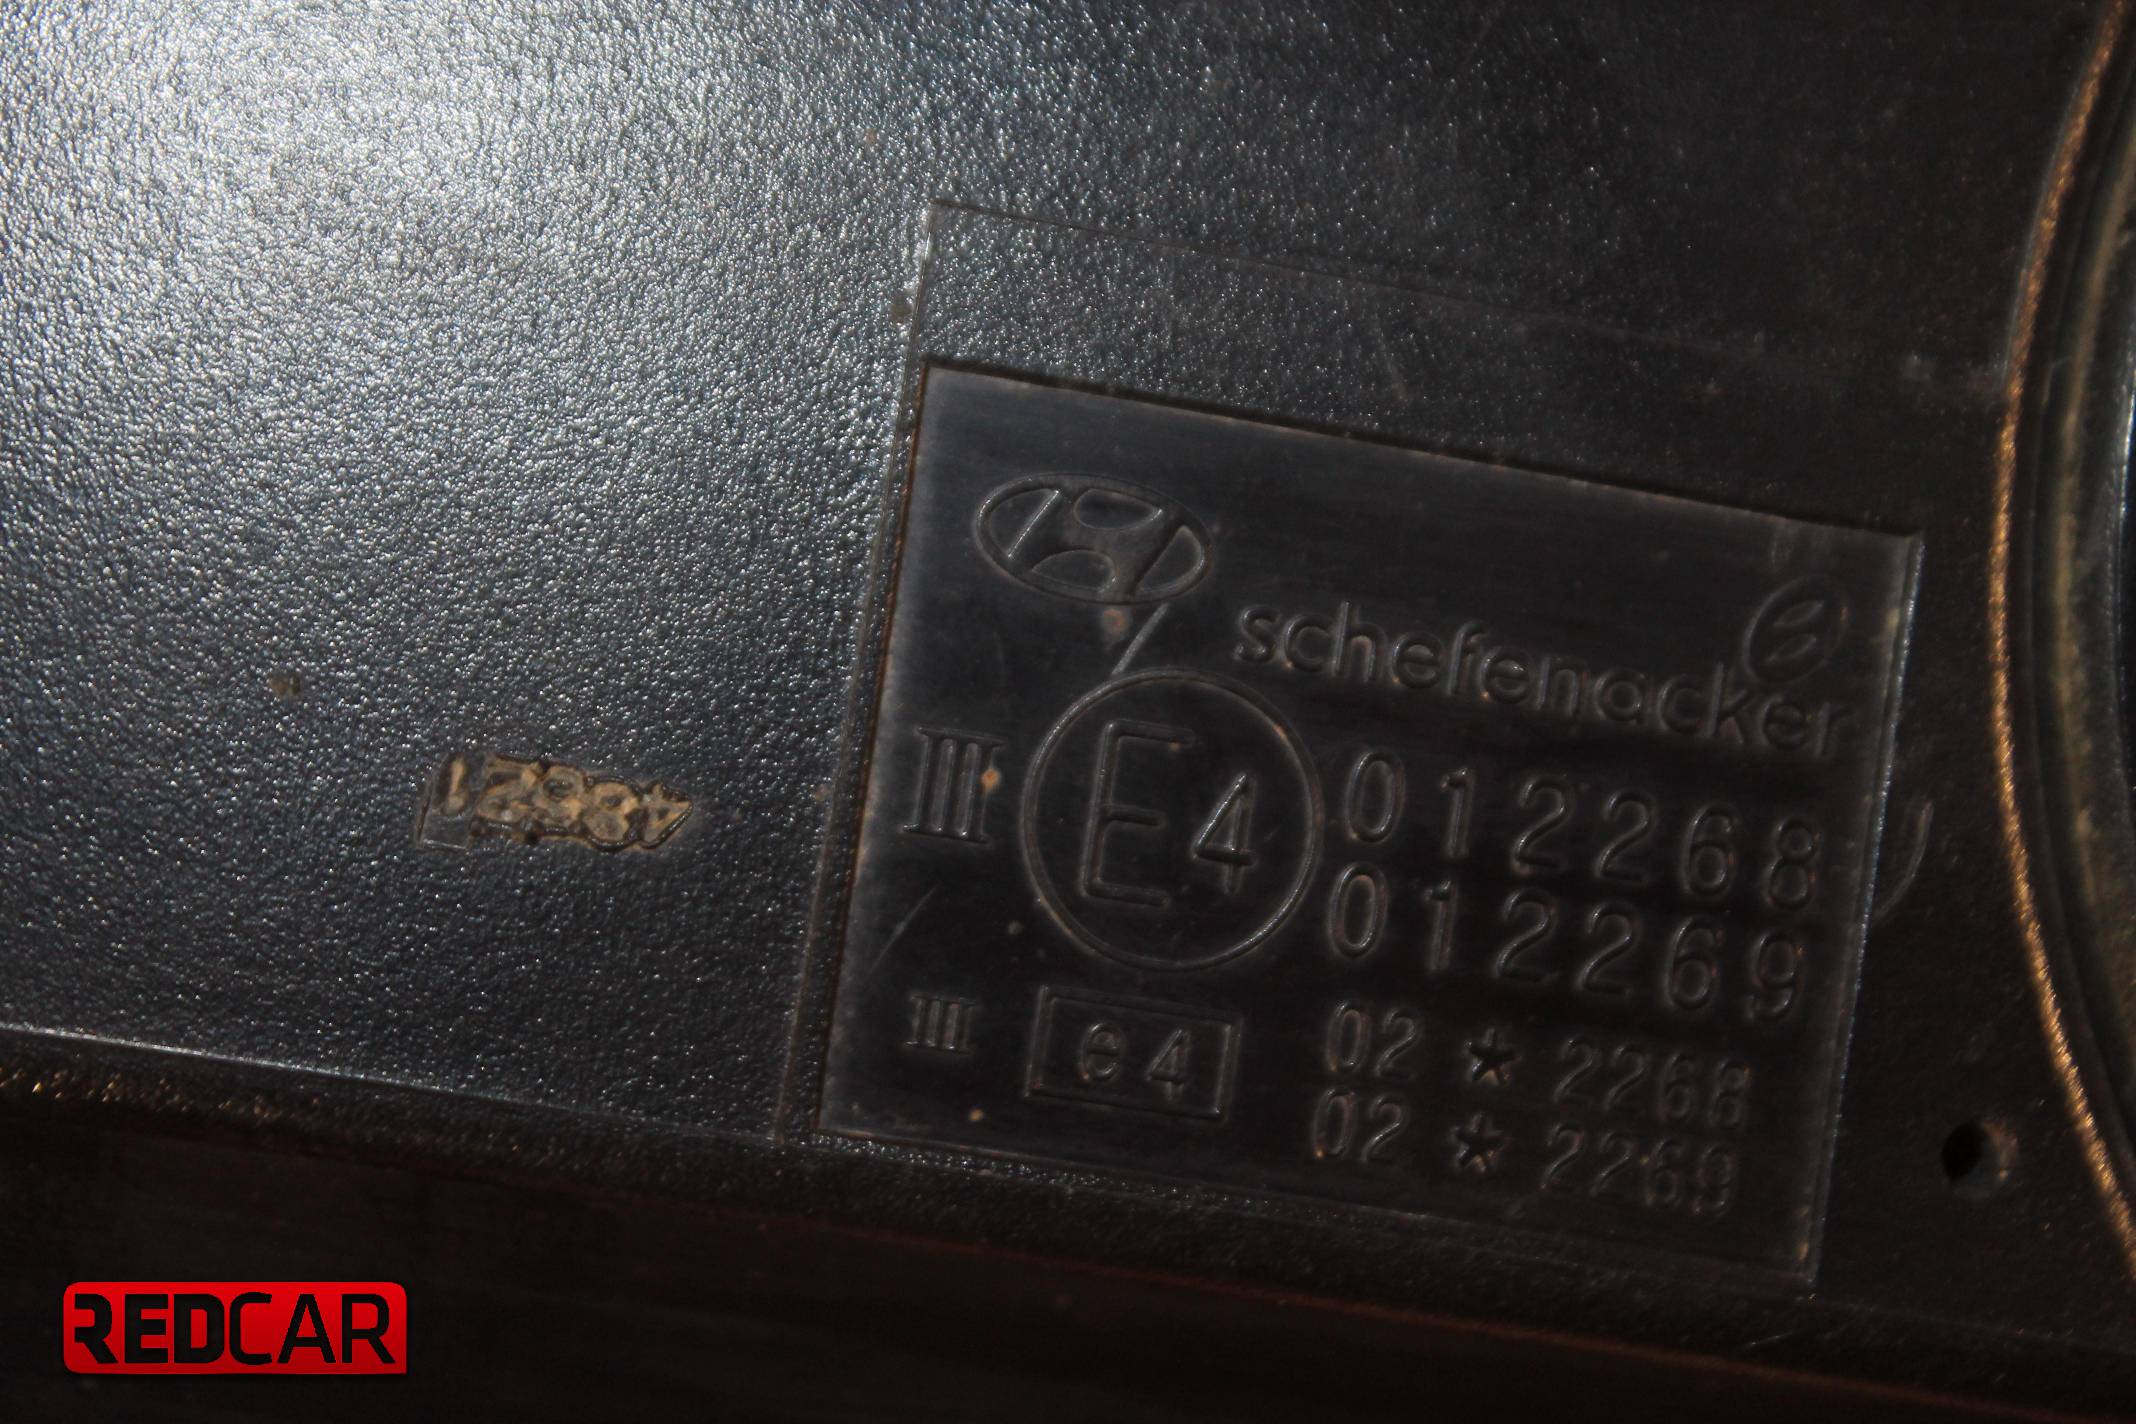 schefenacker
III E4 012268
012269
III e4 02 * 2268
02 * 2269
REDCAR